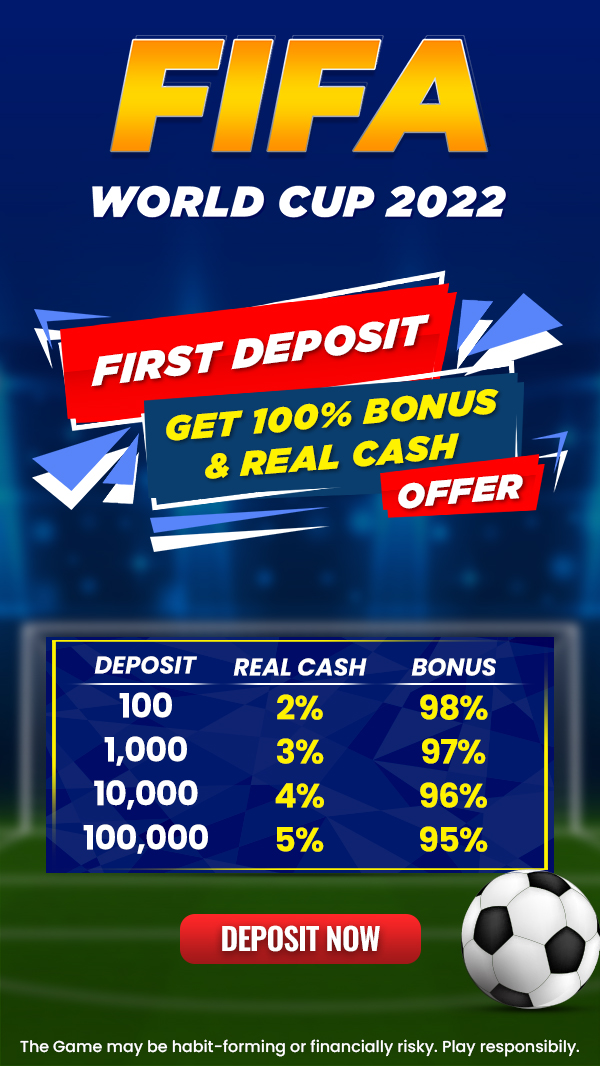 FIFA
WORLD CUP 2022
FIRST DEPOSIT
GET 100% BONUS
& REAL CASH
OFFER
DEPOSIT REAL CASH BONUS
100 2% 98%
1,000 3% 97%
10,000 4% 96%
100,000 5% 95%
DEPOSIT NOW
The Game may be habit-forming or financially risky. Play responsibily.